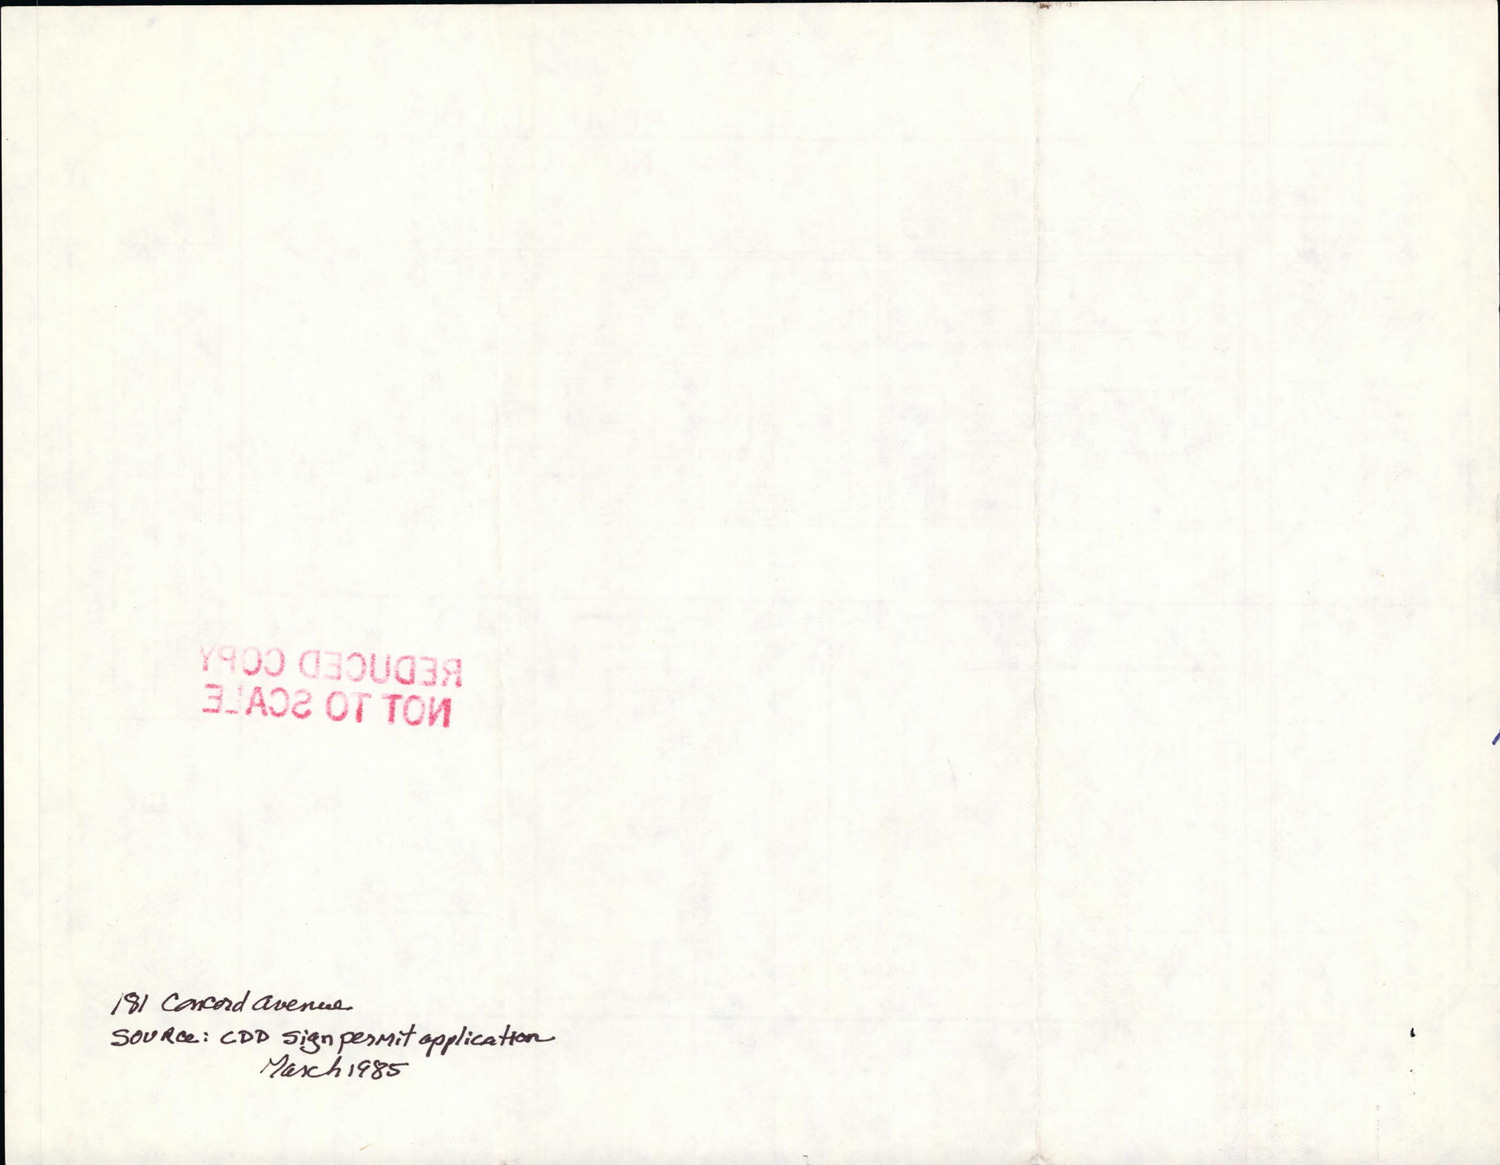 REDUCED COPY
NOT TO SCALE
181 Concord Avenue
SOURCE: CDD sign permit application
March 1985